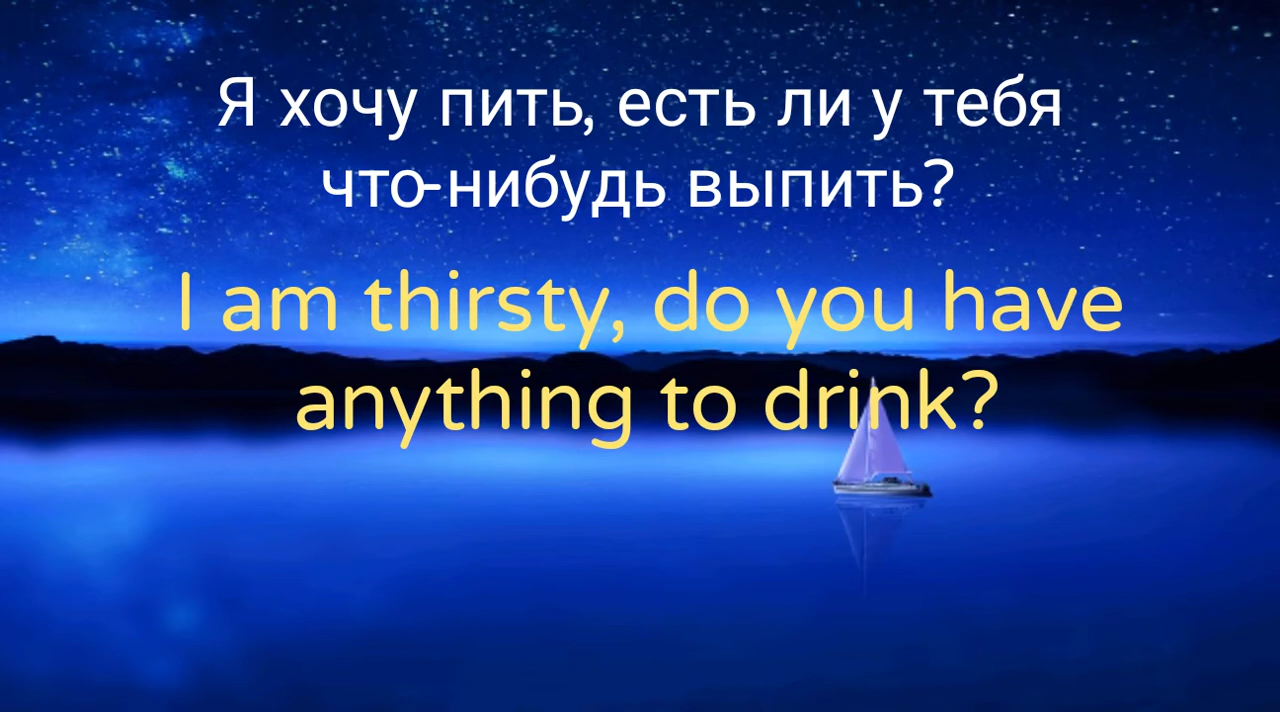 Я хочу пить, есть ли у тебя
что-нибудь выпить?
I am thirsty, do you have
anything to drink?